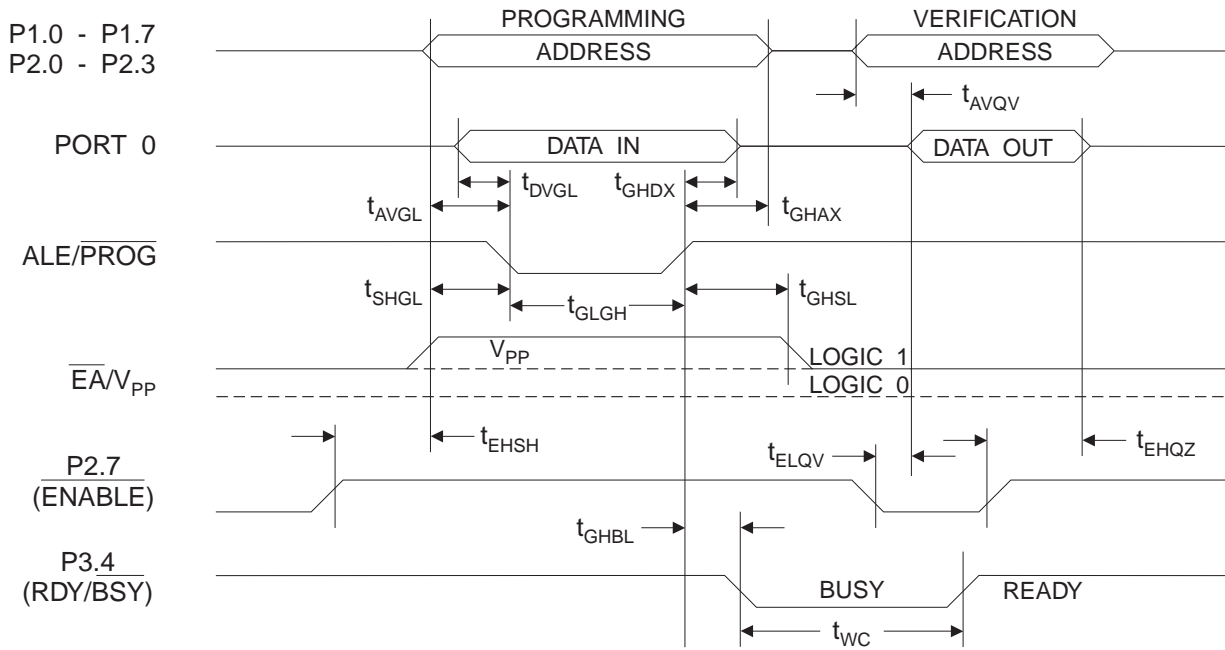 PROGRAMMING VERIFICATION
P1.0 - P1.7
P2.0 - P2.3
ADDRESS ADDRESS
tAVQV
PORT 0 DATA IN DATA OUT
tDVGL tGHDX
tAVGL tGHAX
ALE/PROG
tSHGL tGLGH tGHSL
VPP LOGIC 1
EA/VPP LOGIC 0
tEHSH tELQV tEHQZ
P2.7
(ENABLE)
tGHBL
P3.4
(RDY/BSY) BUSY READY
tWC